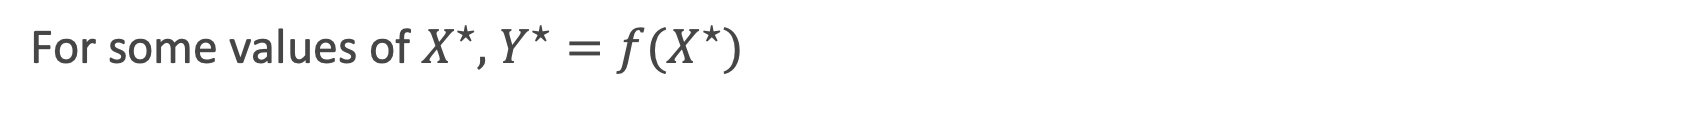 For some values of X*, Y* = f(X*)